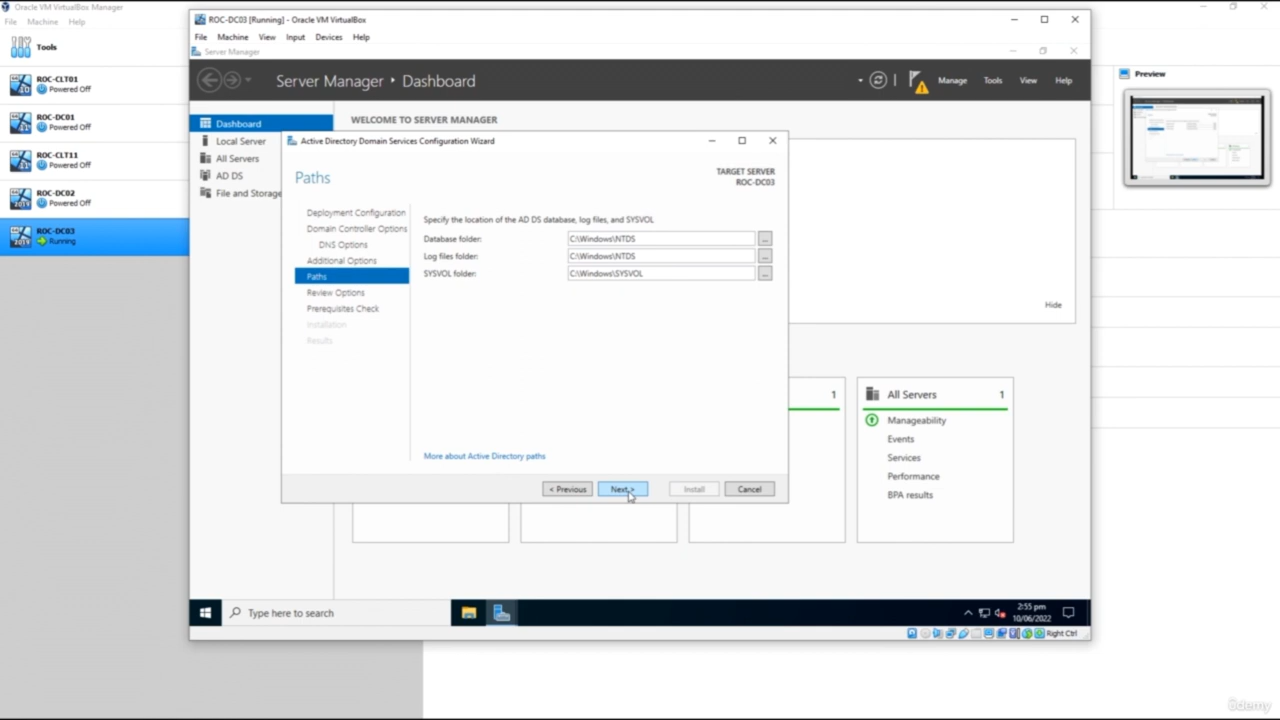 Oracle VM VirtualBox Manager
File Machine Help
Tools
ROC-CLT01
Powered Off
ROC-DC01
Powered Off
ROC-CLT11
Powered Off
ROC-DC02
Powered Off
ROC-DC03
Running
ROC-DC03 [Running] - Oracle VM VirtualBox
File Machine View Input Devices Help
Server Manager
Server Manager • Dashboard
Manage Tools View Help
Dashboard
Local Server
All Servers
AD DS
File and Storage
WELCOME TO SERVER MANAGER
Active Directory Domain Services Configuration Wizard
Paths
TARGET SERVER
ROC-DC03
Deployment Configuration
Domain Controller Options
DNS Options
Additional Options
Paths
Review Options
Prerequisites Check
Installation
Results
Specify the location of the AD DS database, log files, and SYSVOL
Database folder: C:\Windows\NTDS ...
Log files folder: C:\Windows\NTDS ...
SYSVOL folder: C:\Windows\SYSVOL ...
More about Active Directory paths
< Previous Next > Install Cancel
Hide
1
All Servers 1
Manageability
Events
Services
Performance
BPA results
Type here to search
2:55 pm
10/06/2022
Right Ctrl
Preview
ûdemy